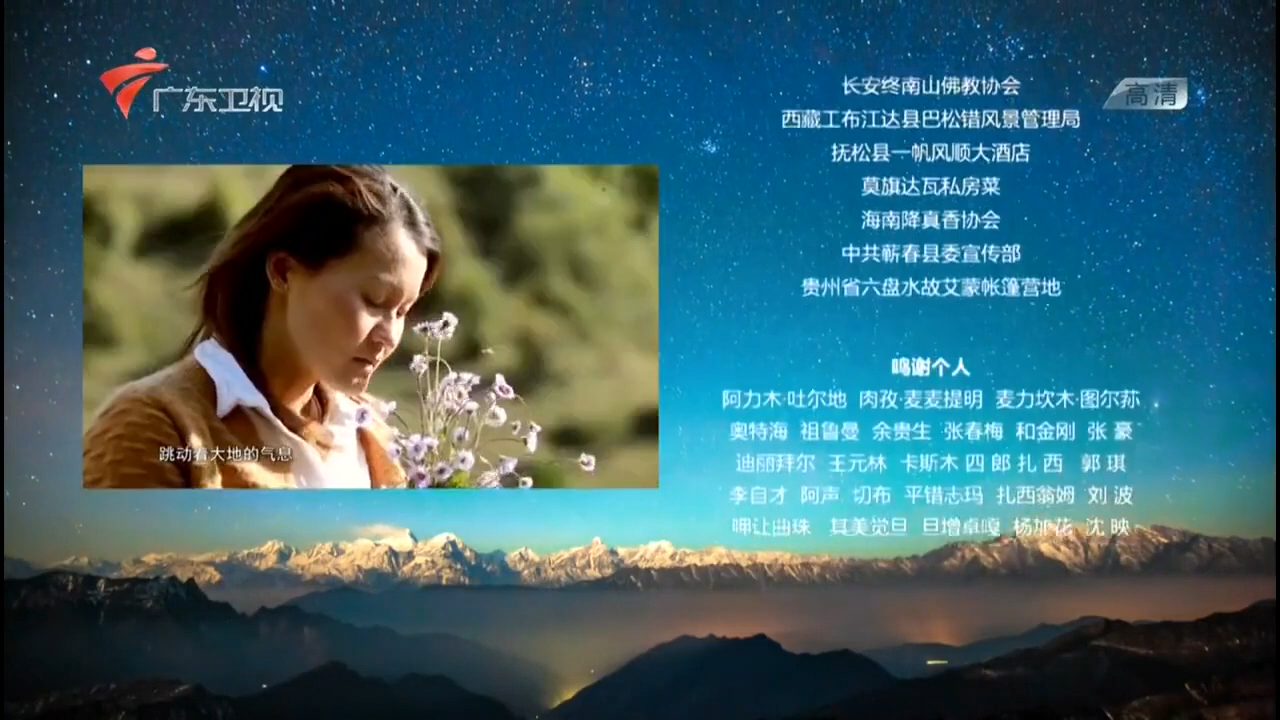 广东卫视
高清
长安终南山佛教协会
西藏工布江达县巴松错风景管理局
抚松县一帆风顺大酒店
莫旗达瓦私房菜
海南降真香协会
中共蕲春县委宣传部
贵州省六盘水故艾蒙帐篷营地
鸣谢个人
阿力木·吐尔地 肉孜·麦麦提明 麦力坎木·图尔荪
奥特海 祖鲁曼 余贵生 张春梅 和金刚 张 豪
迪丽拜尔 王元林 卡斯木 四 郎 扎 西 郭 琪
李自才 阿声 切布 平错志玛 扎西翁姆 刘 波
呷让曲珠 其美觉旦 旦增卓嘎 杨加花 沈 映
跳动着大地的气息